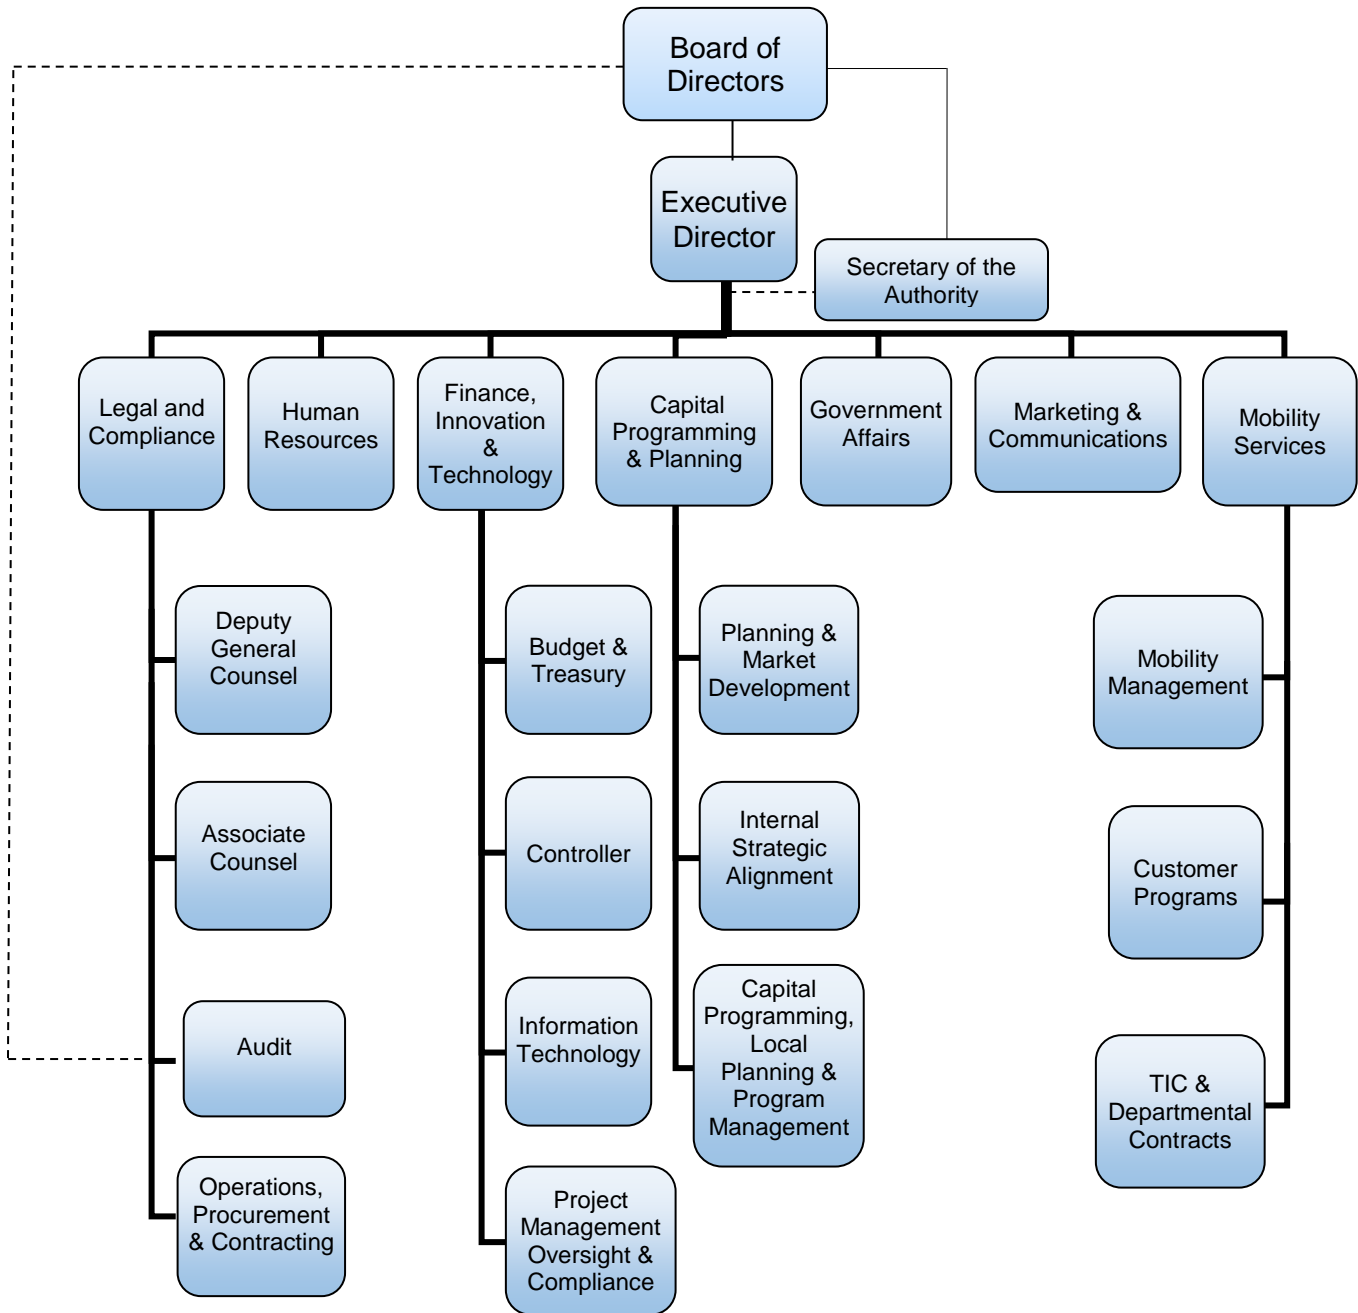 Board of
Directors
Executive
Director
Secretary of the
Authority
Legal and
Compliance
Human
Resources
Finance,
Innovation
&
Technology
Capital
Programming
& Planning
Government
Affairs
Marketing &
Communications
Mobility
Services
Deputy
General
Counsel
Associate
Counsel
Audit
Operations,
Procurement
& Contracting
Budget &
Treasury
Controller
Information
Technology
Project
Management
Oversight &
Compliance
Planning &
Market
Development
Internal
Strategic
Alignment
Capital
Programming,
Local
Planning &
Program
Management
Mobility
Management
Customer
Programs
TIC &
Departmental
Contracts